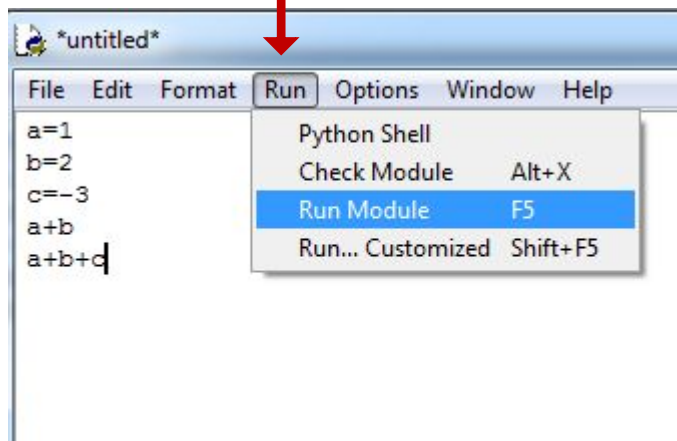 *untitled*
File Edit Format Run Options Window Help
a=1
b=2
c=-3
a+b
a+b+c
Python Shell
Check Module Alt+X
Run Module F5
Run... Customized Shift+F5